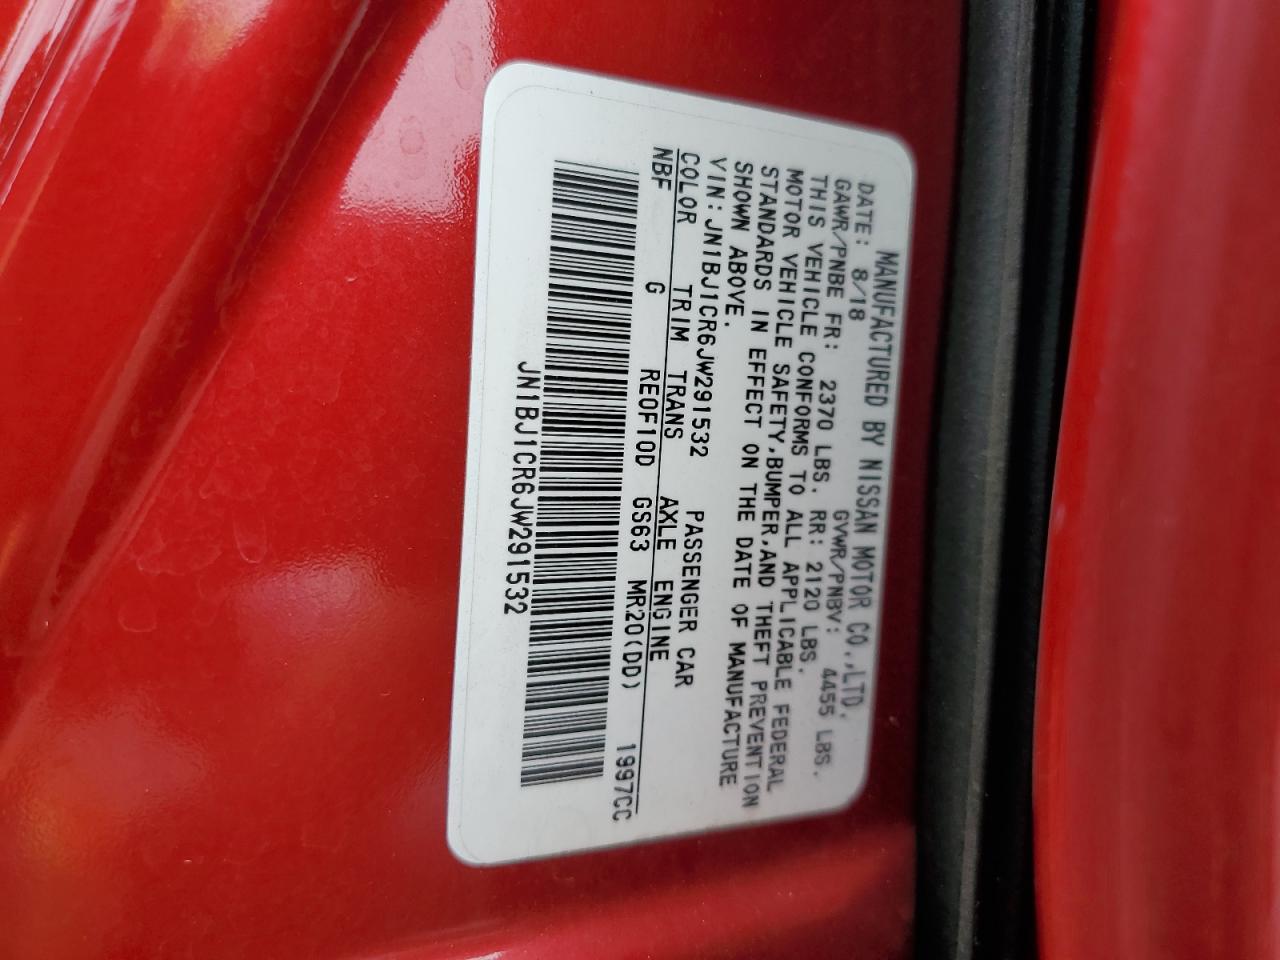 MANUFACTURED BY NISSAN MOTOR CO.,LTD.
DATE: 8/18 GVWR/PNBV: 4455 LBS.
GAWR/PNBE FR: 2370 LBS. RR: 2120 LBS.
THIS VEHICLE CONFORMS TO ALL APPLICABLE FEDERAL
MOTOR VEHICLE SAFETY,BUMPER,AND THEFT PREVENTION
STANDARDS IN EFFECT ON THE DATE OF MANUFACTURE
SHOWN ABOVE.
VIN:JN1BJ1CR6JW291532 PASSENGER CAR
COLOR TRIM TRANS AXLE ENGINE
NBF G RE0F10D GS63 MR20(DD) 1997CC
JN1BJ1CR6JW291532